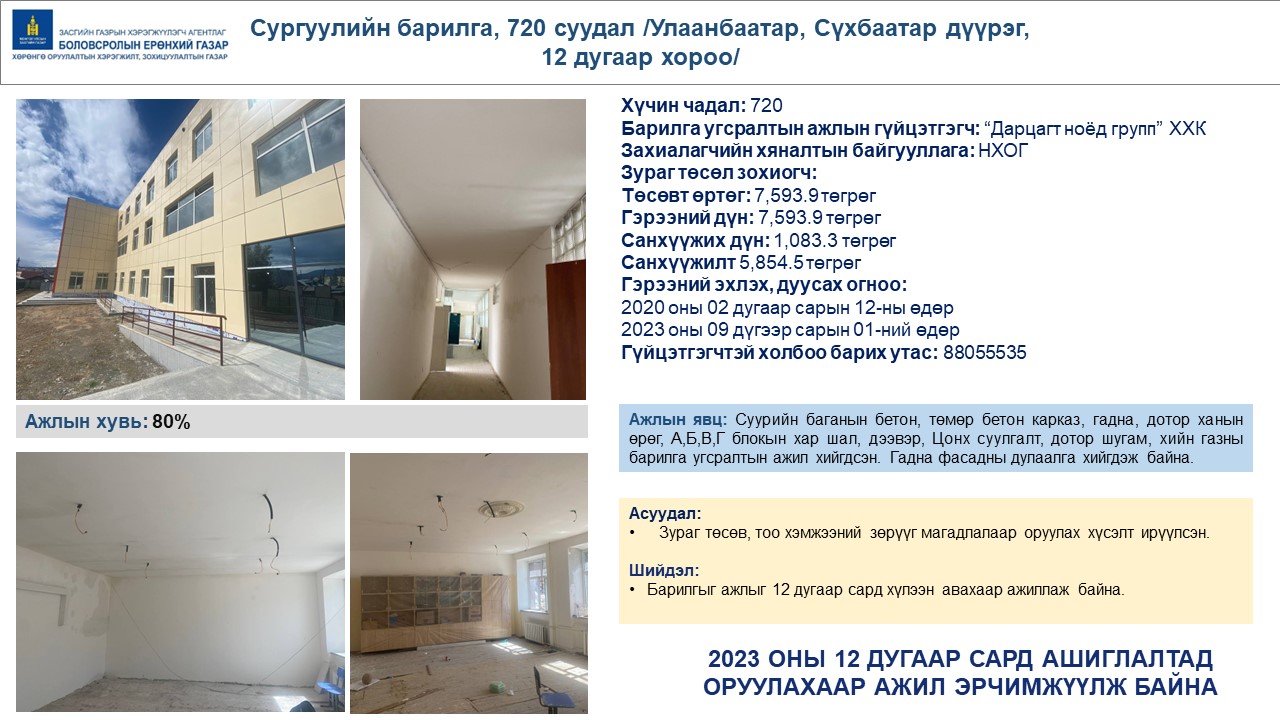 ЗАСГИЙН ГАЗРЫН ХЭРЭГЖҮҮЛЭГЧ АГЕНТЛАГ
БОЛОВСРОЛЫН ЕРӨНХИЙ ГАЗАР
ХӨРӨНГӨ ОРУУЛАЛТЫН ХЭРЭГЖИЛТ, ЗОХИЦУУЛАЛТЫН ГАЗАР
Сургуулийн барилга, 720 суудал /Улаанбаатар, Сүхбаатар дүүрэг,
12 дугаар хороо/
Хүчин чадал: 720
Барилга угсралтын ажлын гүйцэтгэгч: “Дарцагт ноёд групп” ХХК
Захиалагчийн хяналтын байгууллага: НХОГ
Зураг төсөл зохиогч:
Төсөвт өртөг: 7,593.9 төгрөг
Гэрээний дүн: 7,593.9 төгрөг
Санхүүжих дүн: 1,083.3 төгрөг
Санхүүжилт 5,854.5 төгрөг
Гэрээний эхлэх, дуусах огноо:
2020 оны 02 дугаар сарын 12-ны өдөр
2023 оны 09 дүгээр сарын 01-ний өдөр
Гүйцэтгэгчтэй холбоо барих утас: 88055535
Ажлын хувь: 80%
Ажлын явц: Суурийн баганын бетон, төмөр бетон карказ, гадна, дотор ханын
өрөг, А,Б,В,Г блокын хар шал, дээвэр, Цонх суулгалт, дотор шугам, хийн газны
барилга угсралтын ажил хийгдсэн. Гадна фасадны дулаалга хийгдэж байна.
Асуудал:
• Зураг төсөв, тоо хэмжээний зөрүүг магадлалаар оруулах хүсэлт ирүүлсэн.
Шийдэл:
• Барилгыг ажлыг 12 дугаар сард хүлээн авахаар ажиллаж байна.
2023 ОНЫ 12 ДУГААР САРД АШИГЛАЛТАД
ОРУУЛАХААР АЖИЛ ЭРЧИМЖҮҮЛЖ БАЙНА